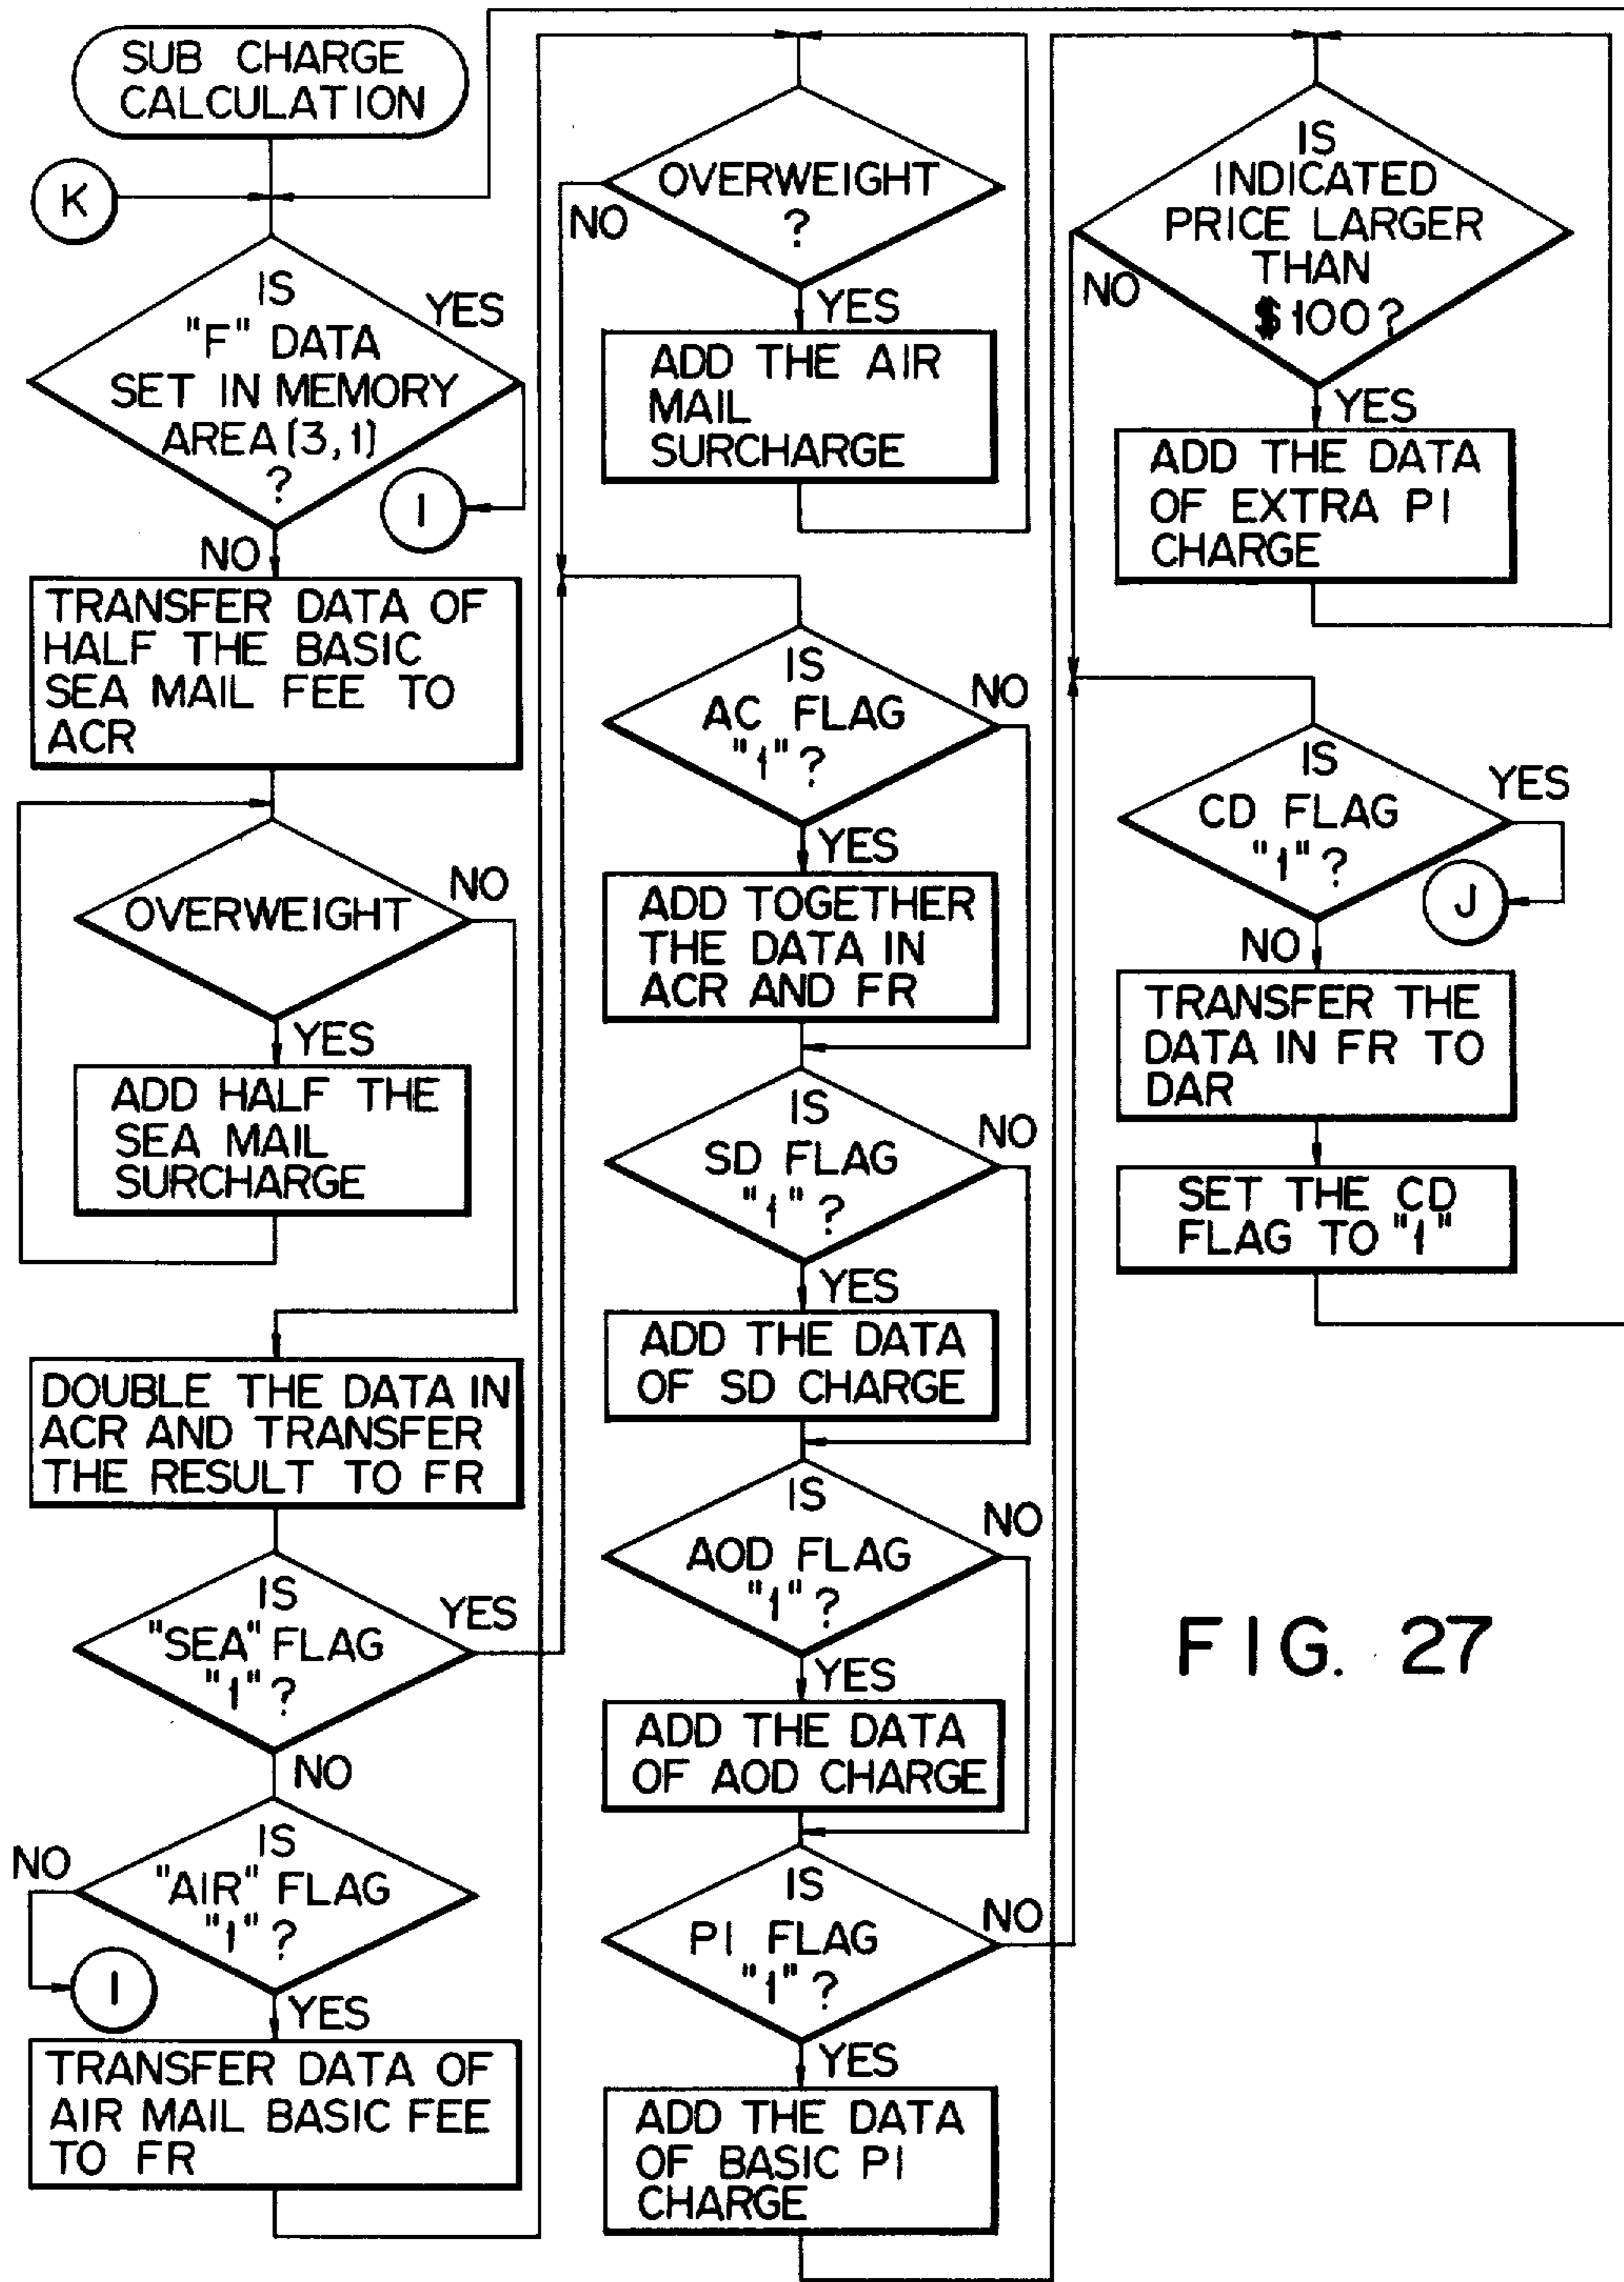 SUB CHARGE
CALCULATION
K
IS
"F" DATA
SET IN MEMORY
AREA (3,1)
?
YES
I
NO
TRANSFER DATA OF
HALF THE BASIC
SEA MAIL FEE TO
ACR
OVERWEIGHT
NO
YES
ADD HALF THE
SEA MAIL
SURCHARGE
DOUBLE THE DATA IN
ACR AND TRANSFER
THE RESULT TO FR
IS
"SEA" FLAG
"1" ?
YES
NO
IS
"AIR" FLAG
"1" ?
NO
I
YES
TRANSFER DATA OF
AIR MAIL BASIC FEE
TO FR
OVERWEIGHT
?
NO
YES
ADD THE AIR
MAIL
SURCHARGE
IS
AC FLAG
"1" ?
NO
YES
ADD TOGETHER
THE DATA IN
ACR AND FR
IS
SD FLAG
"1" ?
NO
YES
ADD THE DATA
OF SD CHARGE
IS
AOD FLAG
"1" ?
NO
YES
ADD THE DATA
OF AOD CHARGE
IS
PI FLAG
"1" ?
NO
YES
ADD THE DATA
OF BASIC PI
CHARGE
IS
INDICATED
PRICE LARGER
THAN
$100 ?
NO
YES
ADD THE DATA
OF EXTRA PI
CHARGE
IS
CD FLAG
"1" ?
YES
J
NO
TRANSFER THE
DATA IN FR TO
DAR
SET THE CD
FLAG TO "1"
FIG. 27